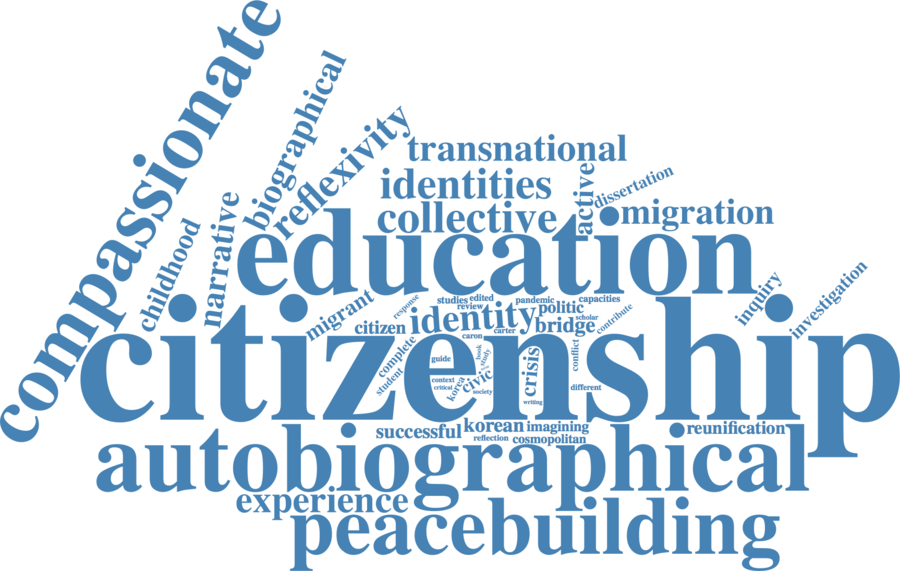 compassionate
biographical
reflexivity
transnational
identities
active
dissertation
collective
migration
childhood
narrative
education
inquiry
investigation
migrant
response
studies
edited
review
pandemic
capacities
citizen
identity
politic
scholar
contribute
carter
bridge
caron
citizenship
complete
student
guide
book
study
crisis
conflict
context
critical
korea
civic
society
different
writing
successful
korean
imagining
reunification
reflection
cosmopolitan
autobiographical
experience
peacebuilding